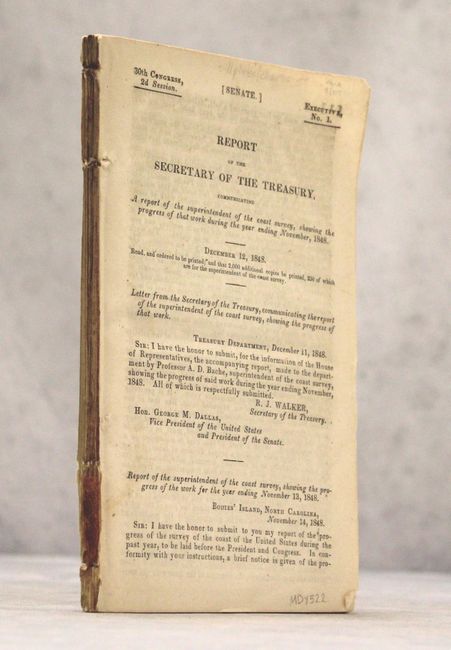 30th Congress,
2d Session.
[SENATE.]
Executive,
No. 1.
REPORT
OF THE
SECRETARY OF THE TREASURY,
COMMUNICATING
A report of the superintendent of the coast survey, showing the
progress of that work during the year ending November, 1848.
December 12, 1848.
Read, and ordered to be printed, and that 2,000 additional copies be printed, 250 of which
are for the superintendent of the coast survey.
Letter from the Secretary of the Treasury, communicating the report
of the superintendent of the coast survey, showing the progress of
that work.
Treasury Department, December 11, 1848.
Sir: I have the honor to submit, for the information of the House
of Representatives, the accompanying report, made to the depart-
ment by Professor A. D. Bache, superintendent of the coast survey,
showing the progress of said work during the year ending November,
1848. All of which is respectfully submitted.
R. J. WALKER,
Secretary of the Treasury.
Hon. George M. Dallas,
Vice President of the United States
and President of the Senate.
Report of the superintendent of the coast survey, showing the pro-
gress of the work for the year ending November 13, 1848.
Bodies' Island, North Carolina,
November 14, 1848.
Sir: I have the honor to submit to you my report of the pro-
gress of the survey of the coast of the United States during the
past year, to be laid before the President and Congress. In con-
formity with your instructions, a brief notice is given of the pro-
MDY522